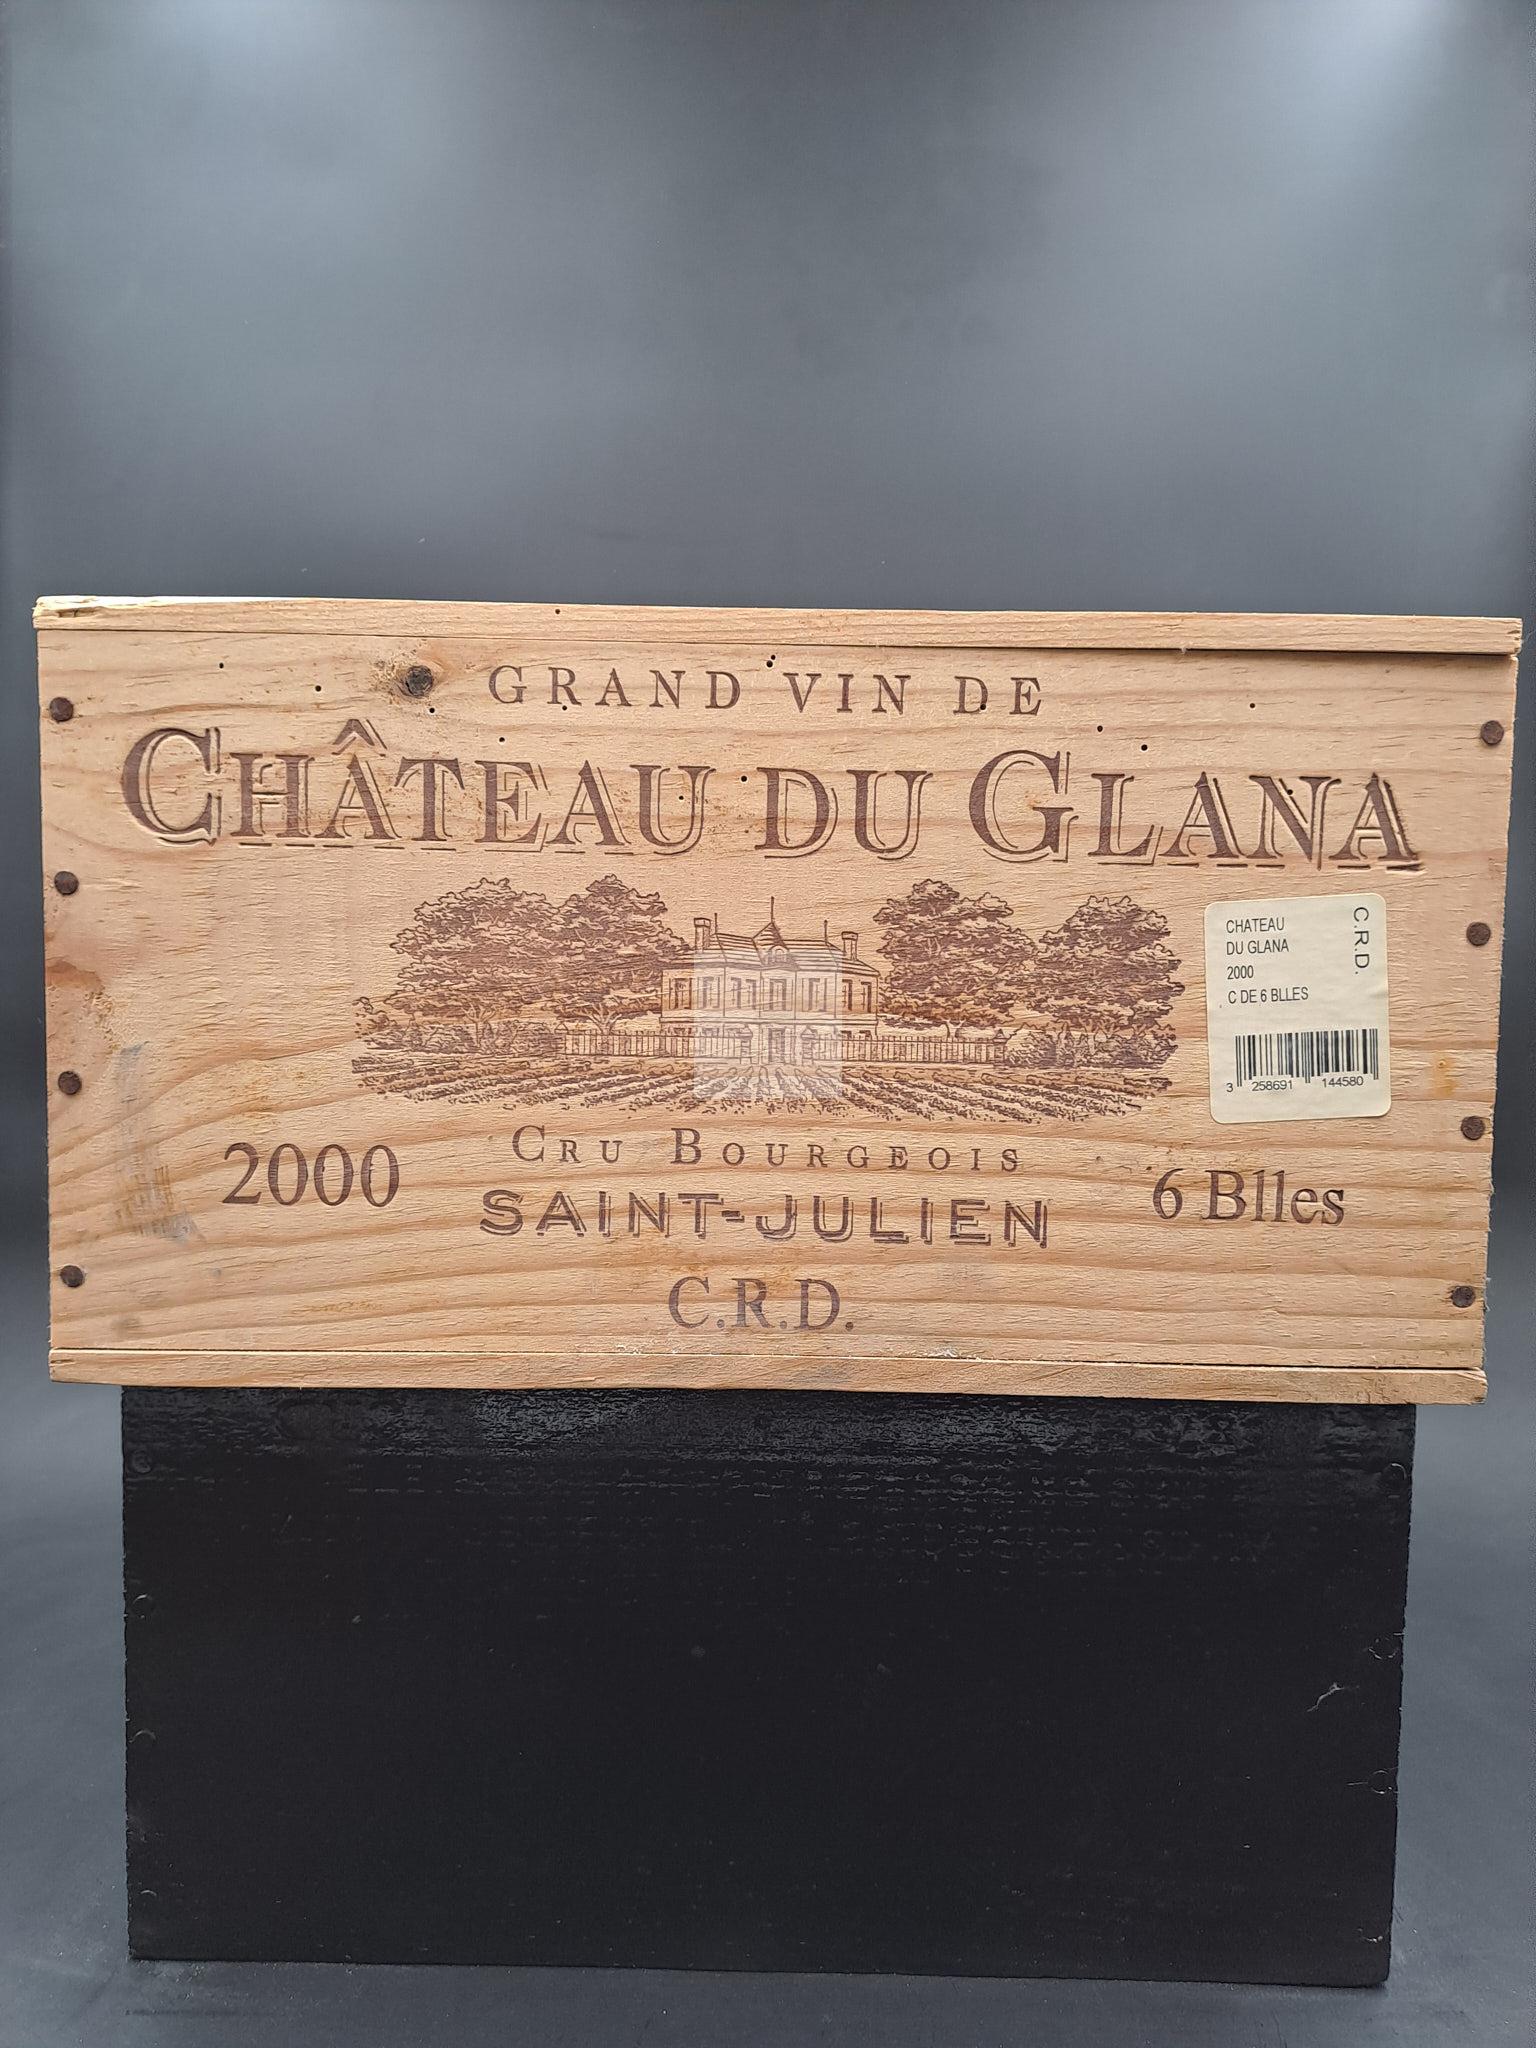 GRAND VIN DE
CHÂTEAU DU GLANA
CHATEAU
DU GLANA
2000
C DE 6 BLLES
C.R.D.
3 258691 144580
2000
CRU BOURGEOIS
SAINT-JULIEN
6 Blles
C.R.D.